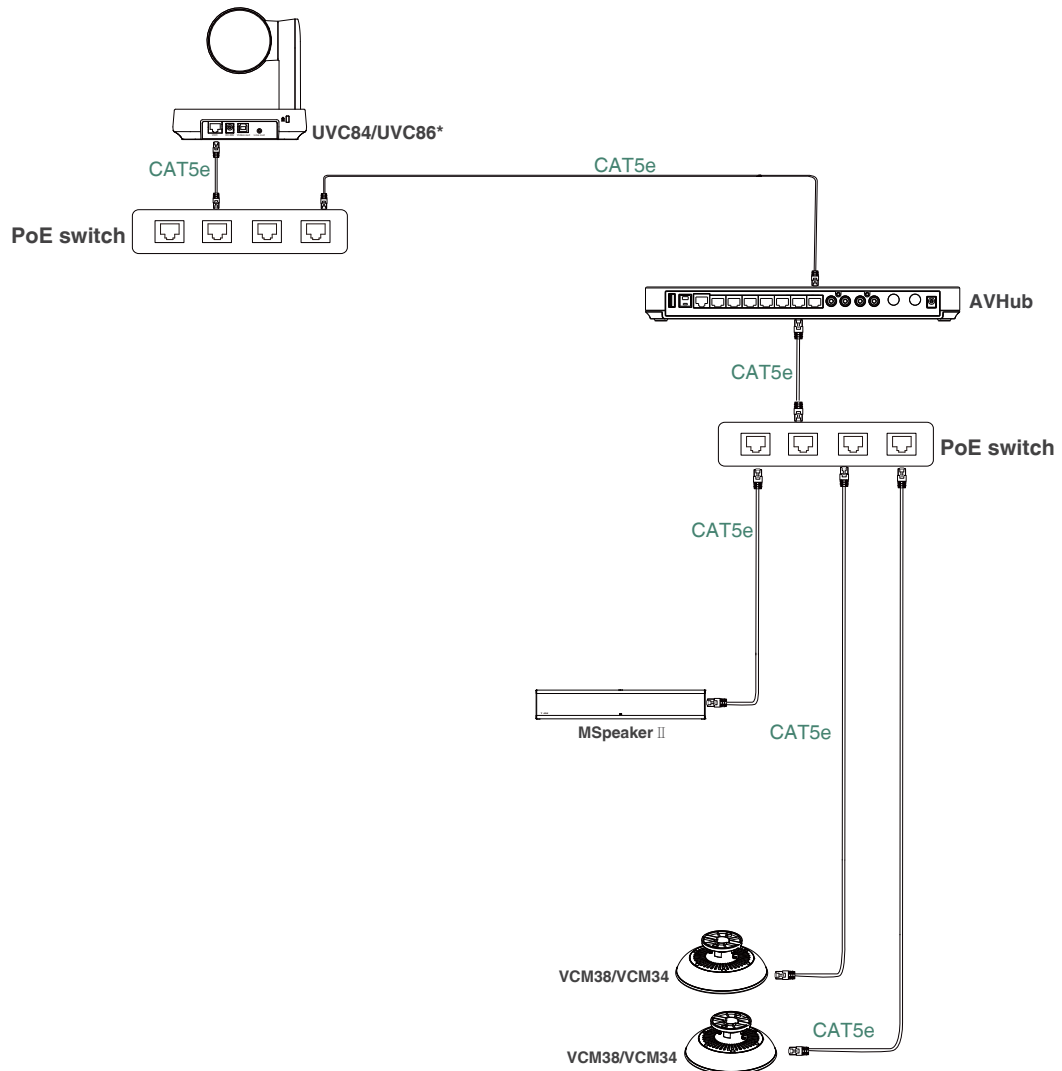 UVC84/UVC86*
CAT5e
CAT5e
PoE switch
AVHub
CAT5e
PoE switch
CAT5e
MSpeaker Ⅱ
CAT5e
VCM38/VCM34
CAT5e
VCM38/VCM34